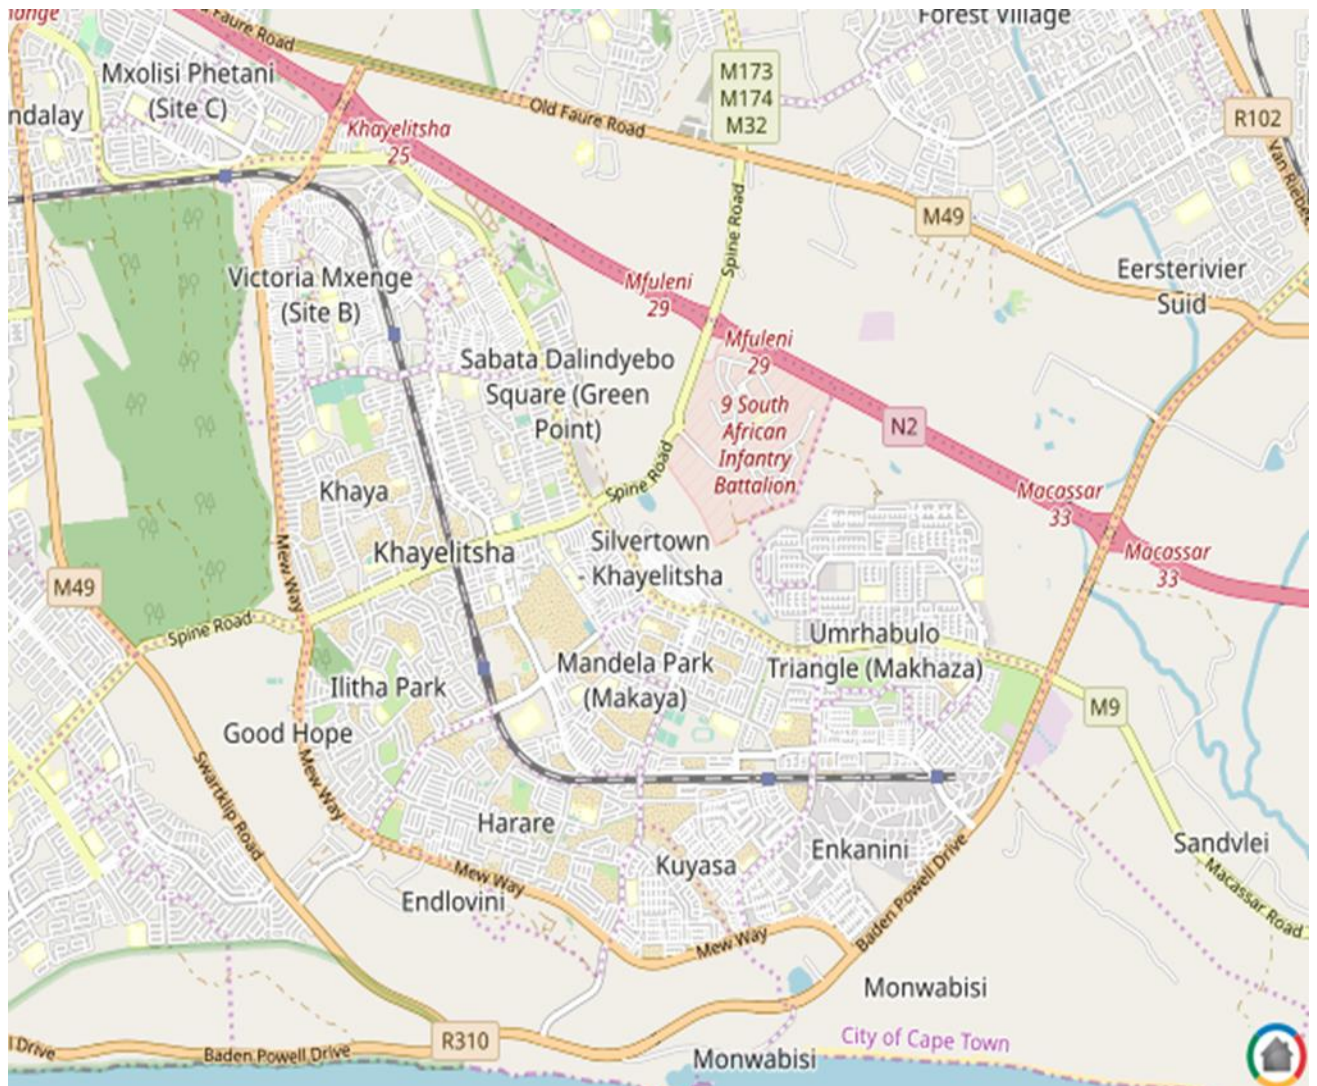 Faure Road
Forest Village
Mxolisi Phetani
(Site C)
M173
M174
M32
ndalay
Old Faure Road
R102
Khayelitsha
25
Van Riebe
M49
Spine Road
Eersterivier
Suid
Victoria Mxenge
(Site B)
Mfuleni
29
Mfuleni
29
Sabata Dalindyebo
Square (Green
Point)
9 South
African
Infantry
Battalion
N2
Khaya
Spine Road
Macassar
33
Mew Way
Khayelitsha
Silvertown
- Khayelitsha
Macassar
33
M49
Spine Road
Umrhabulo
Triangle (Makhaza)
Mandela Park
(Makaya)
Ilitha Park
M9
Good Hope
Mew Way
Swartklip Road
Harare
Kuyasa
Enkanini
Sandvlei
Mew Way
Endlovini
Baden Powell Drive
Macassar Road
Mew Way
Monwabisi
R310
City of Cape Town
Drive
Baden Powell Drive
Monwabisi